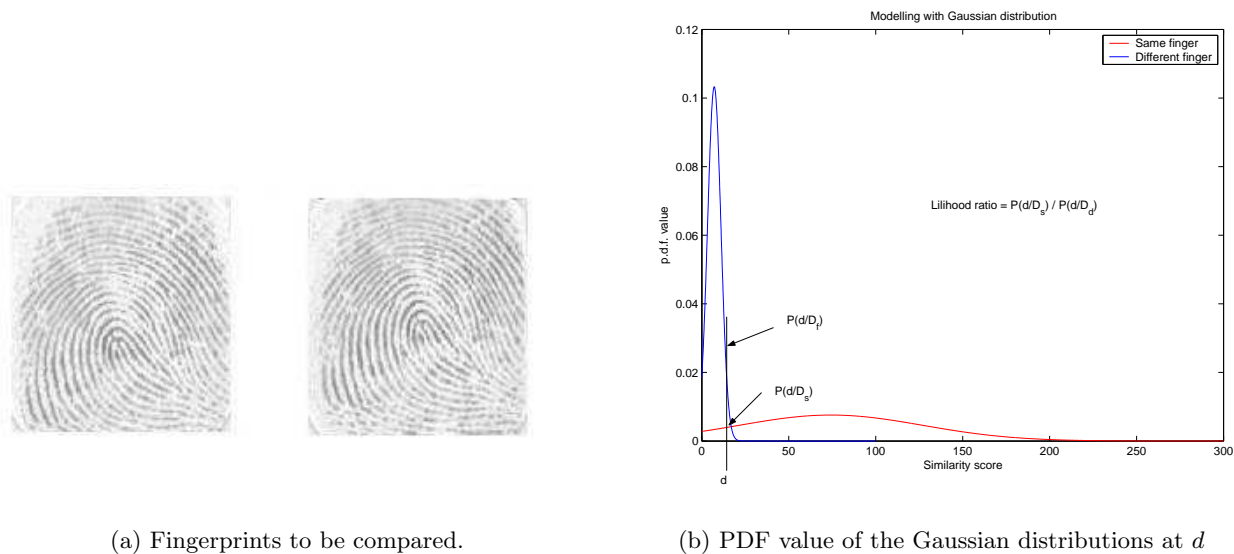 Modelling with Gaussian distribution
0.12
Same finger
Different finger
0.1
0.08
Lilihood ratio = P(d/D_s) / P(d/D_d)
p.d.f. value
0.06
0.04
P(d/D_f)
0.02
P(d/D_s)
0
0 50 100 150 200 250 300
Similarity score
d
(a) Fingerprints to be compared.
(b) PDF value of the Gaussian distributions at d